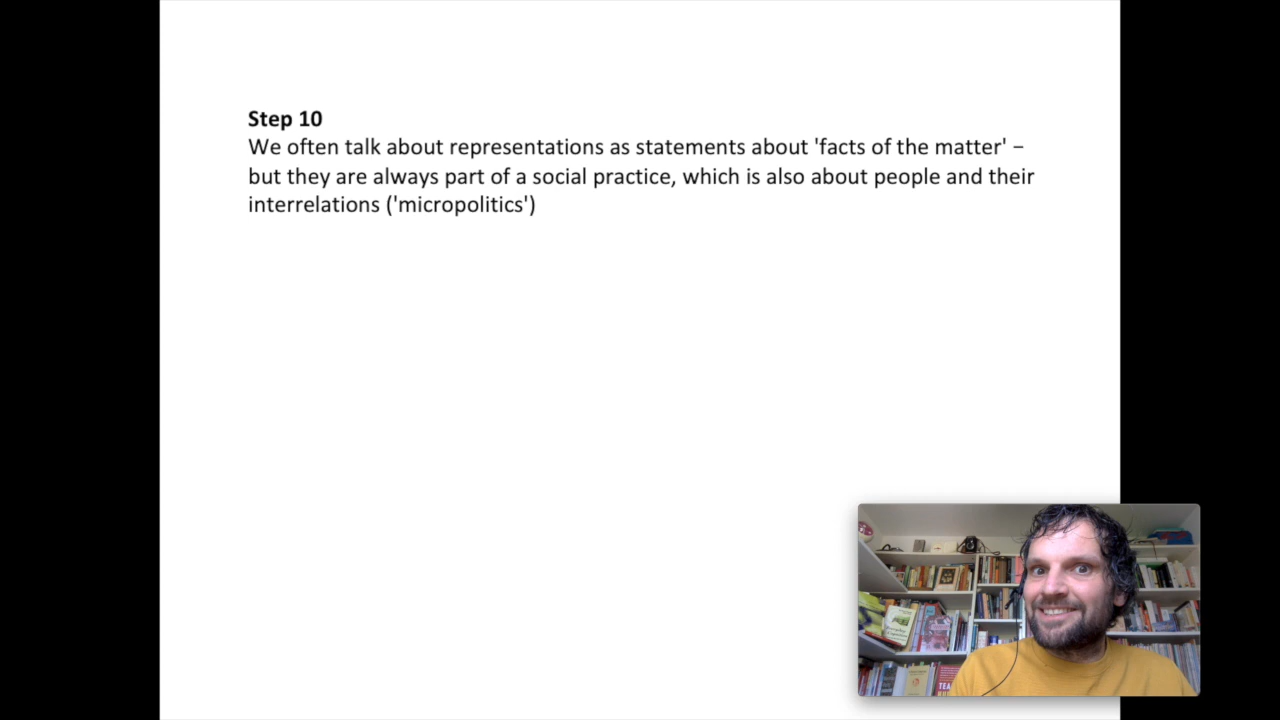 Step 10
We often talk about representations as statements about 'facts of the matter' –
but they are always part of a social practice, which is also about people and their
interrelations ('micropolitics')